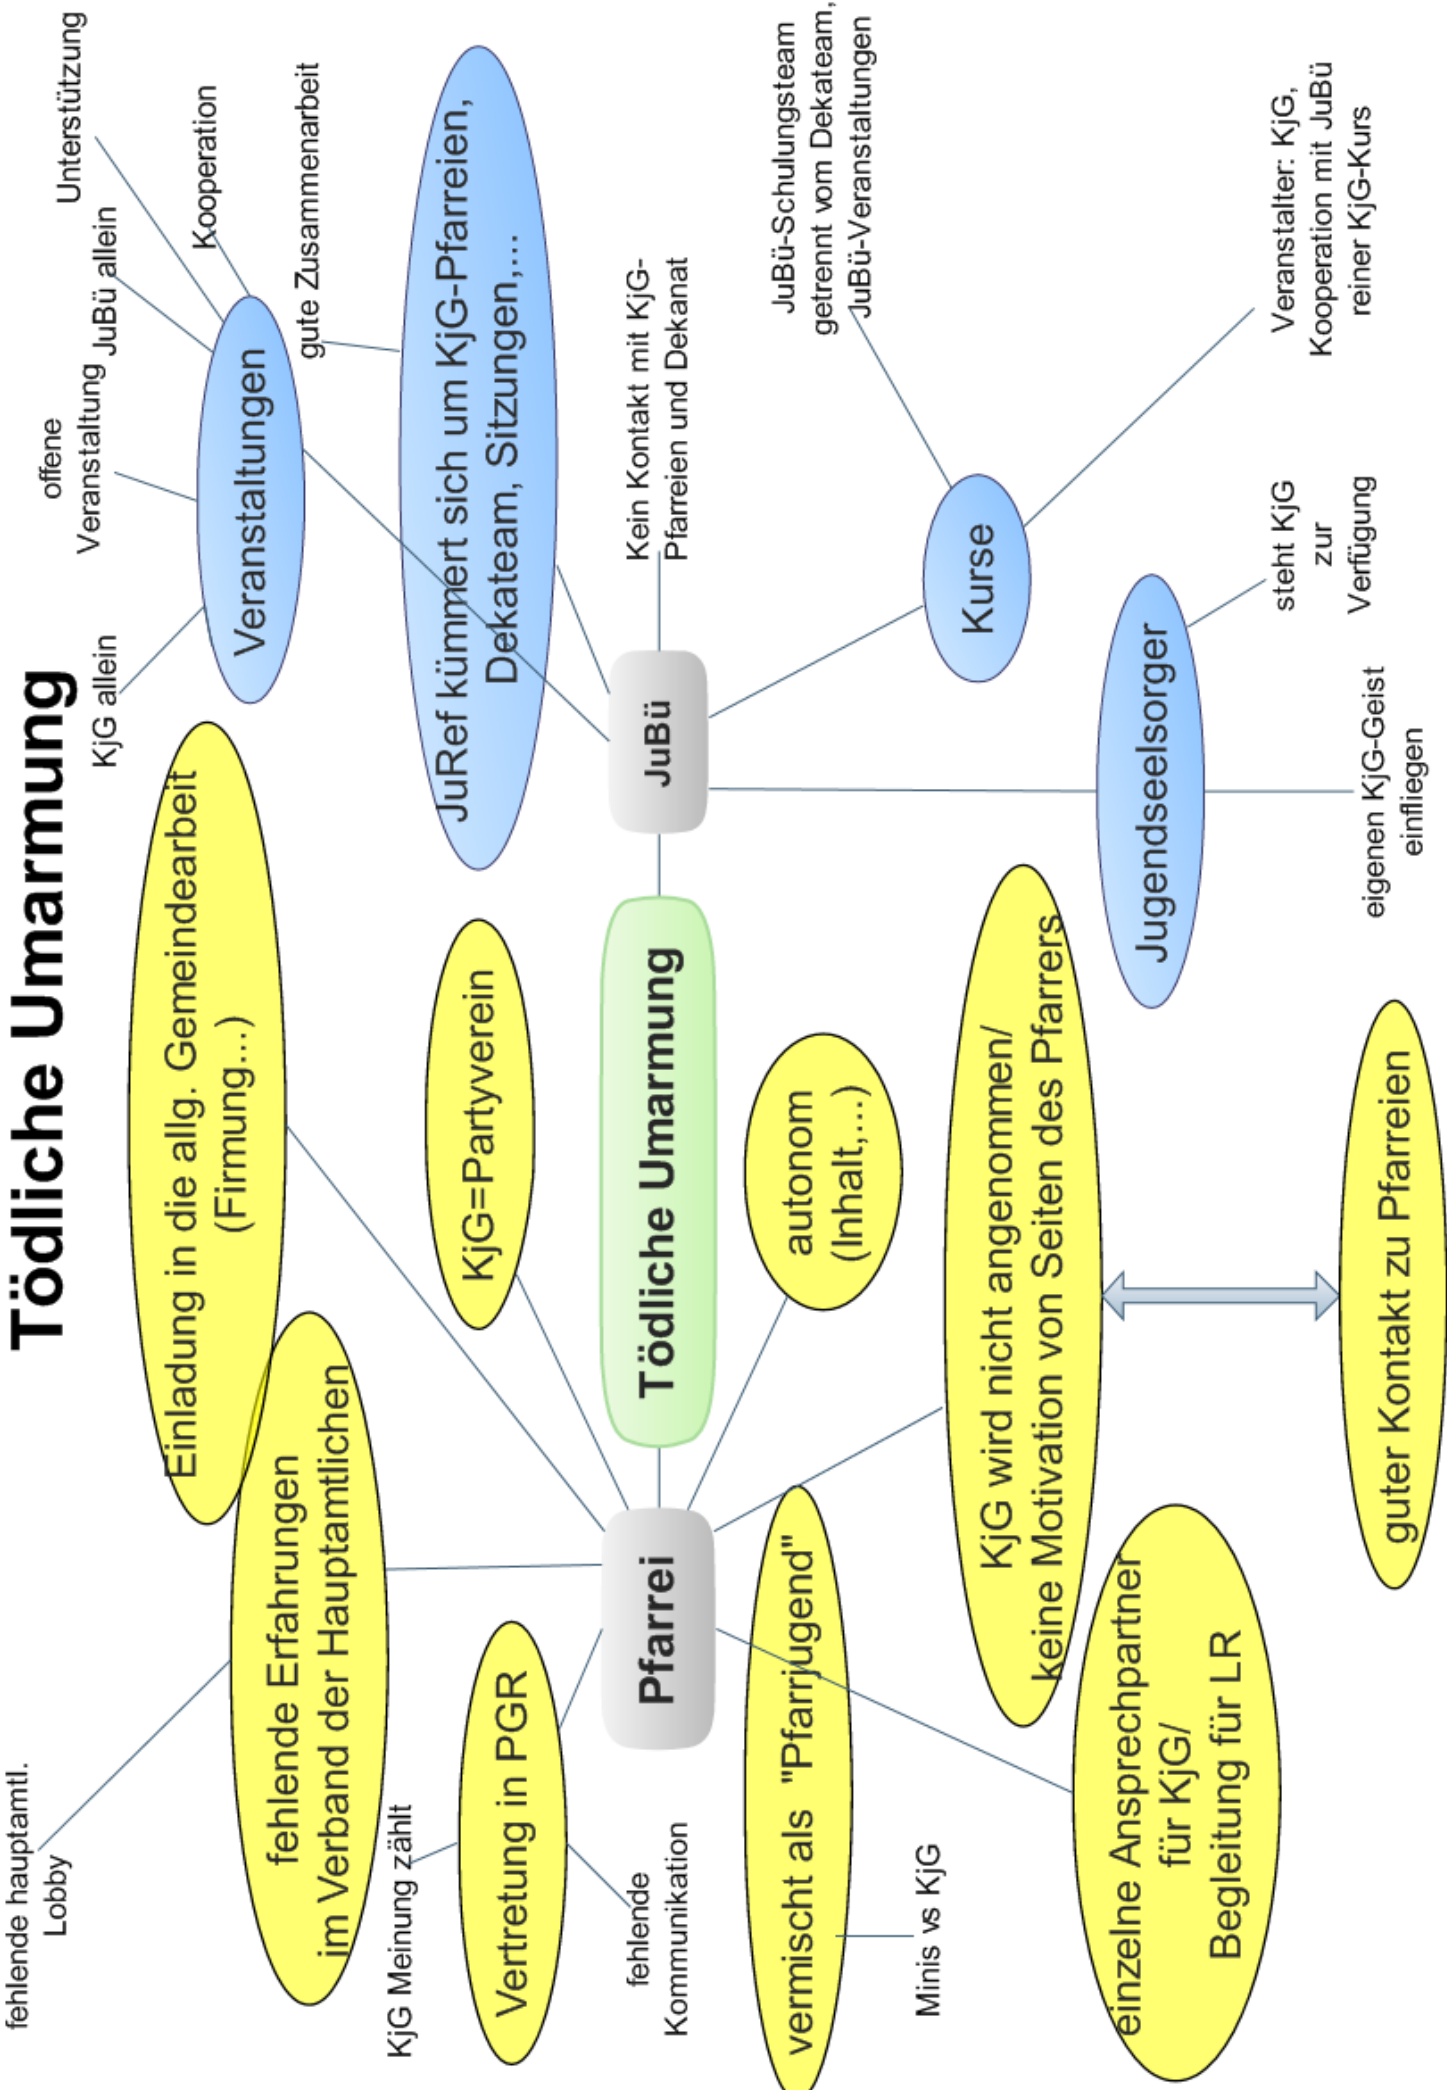 Tödliche Umarmung
fehlende hauptamtl.
Lobby
fehlende Erfahrungen
im Verband der Hauptamtlichen
Einladung in die allg. Gemeindearbeit
(Firmung...)
KjG Meinung zählt
Vertretung in PGR
fehlende
Kommunikation
KjG=Partyverein
Pfarrei
Tödliche Umarmung
vermischt als "Pfarrjugend"
Minis vs KjG
autonom
(Inhalt,...)
KjG wird nicht angenommen/
keine Motivation von Seiten des Pfarrers
einzelne Ansprechpartner
für KjG/
Begleitung für LR
guter Kontakt zu Pfarreien
KjG allein
offene
Veranstaltung
JuBü allein
Unterstützung
Kooperation
Veranstaltungen
gute Zusammenarbeit
JuRef kümmert sich um KjG-Pfarreien,
Dekateam, Sitzungen,...
JuBü
Kein Kontakt mit KjG-
Pfarreien und Dekanat
JuBü-Schulungsteam
getrennt vom Dekateam,
JuBü-Veranstaltungen
Kurse
Veranstalter: KjG,
Kooperation mit JuBü
reiner KjG-Kurs
Jugendseelsorger
steht KjG
zur
Verfügung
eigenen KjG-Geist
einfliegen